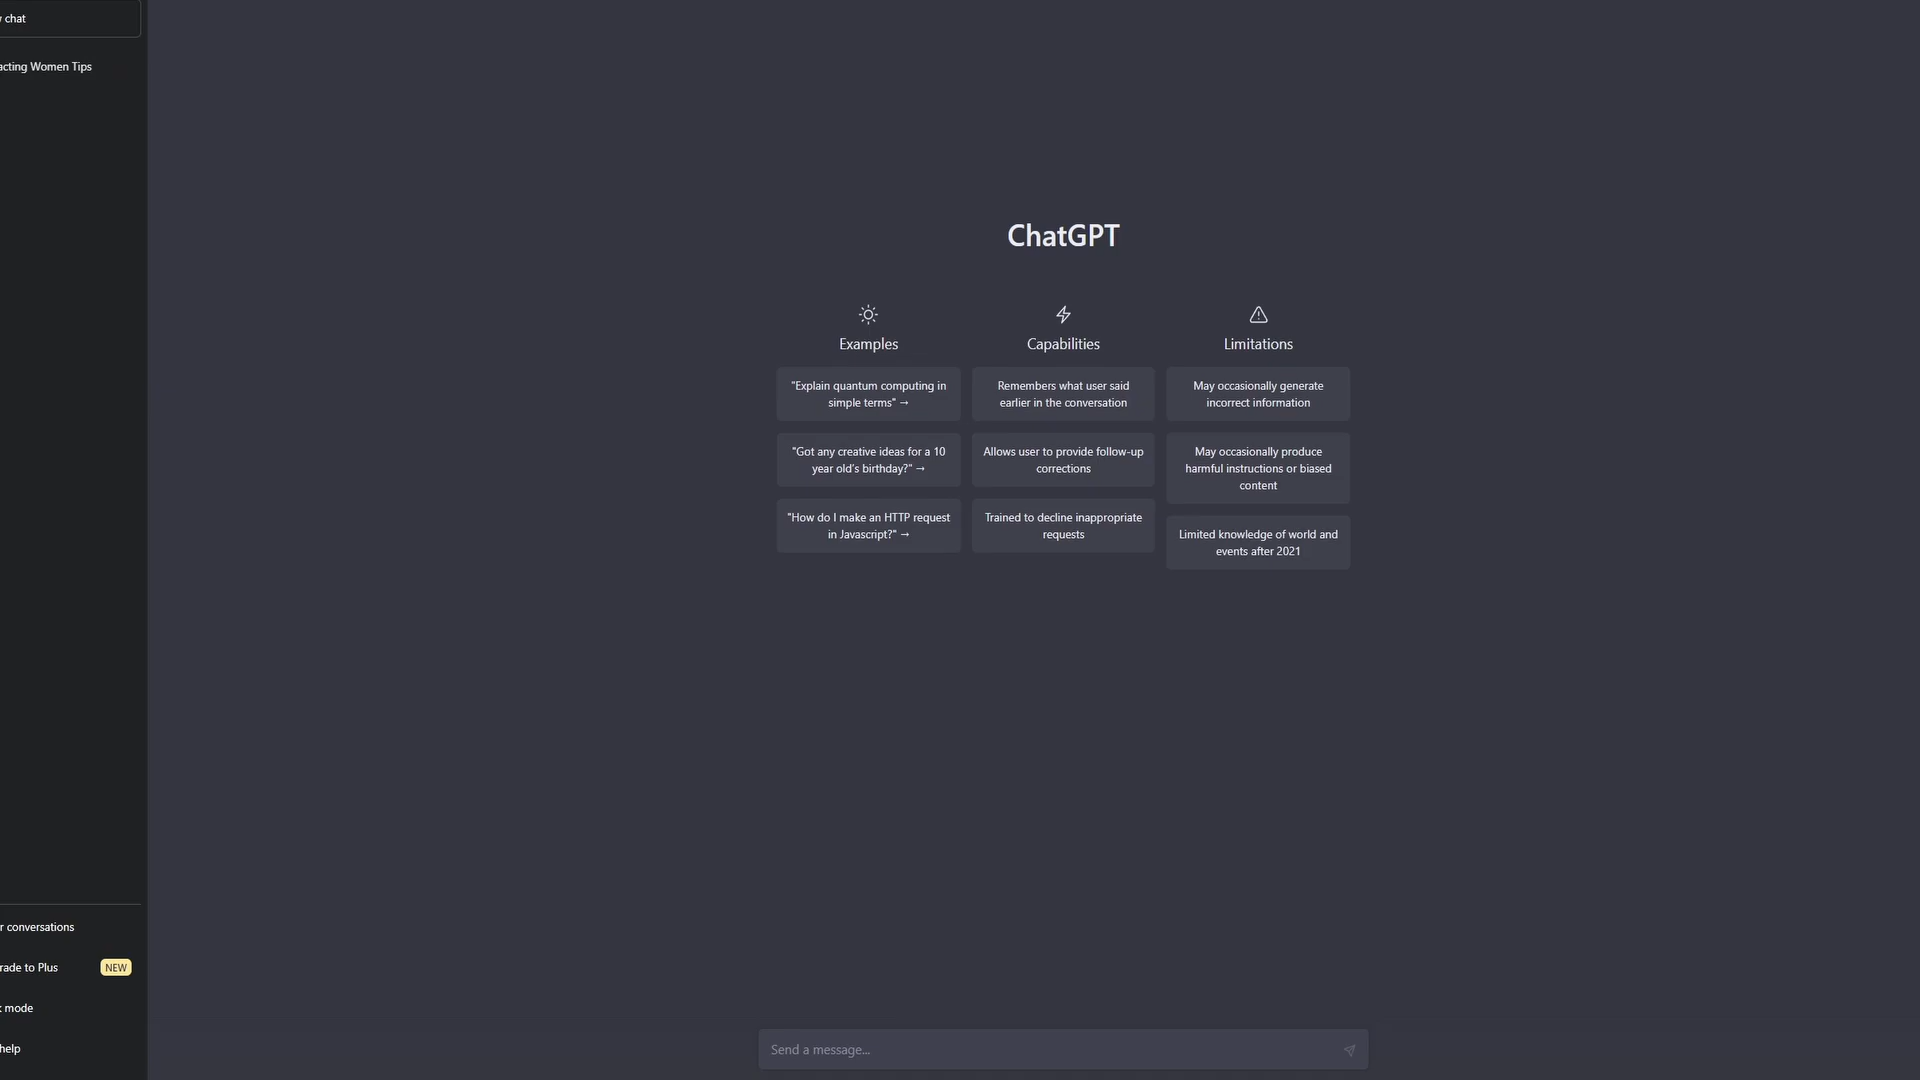 chat
acting Women Tips
ChatGPT
Examples
"Explain quantum computing in
simple terms" →
"Got any creative ideas for a 10
year old's birthday?" →
"How do I make an HTTP request
in Javascript?" →
Capabilities
Remembers what user said
earlier in the conversation
Allows user to provide follow-up
corrections
Trained to decline inappropriate
requests
Limitations
May occasionally generate
incorrect information
May occasionally produce
harmful instructions or biased
content
Limited knowledge of world and
events after 2021
r conversations
rade to Plus NEW
mode
help
Send a message...